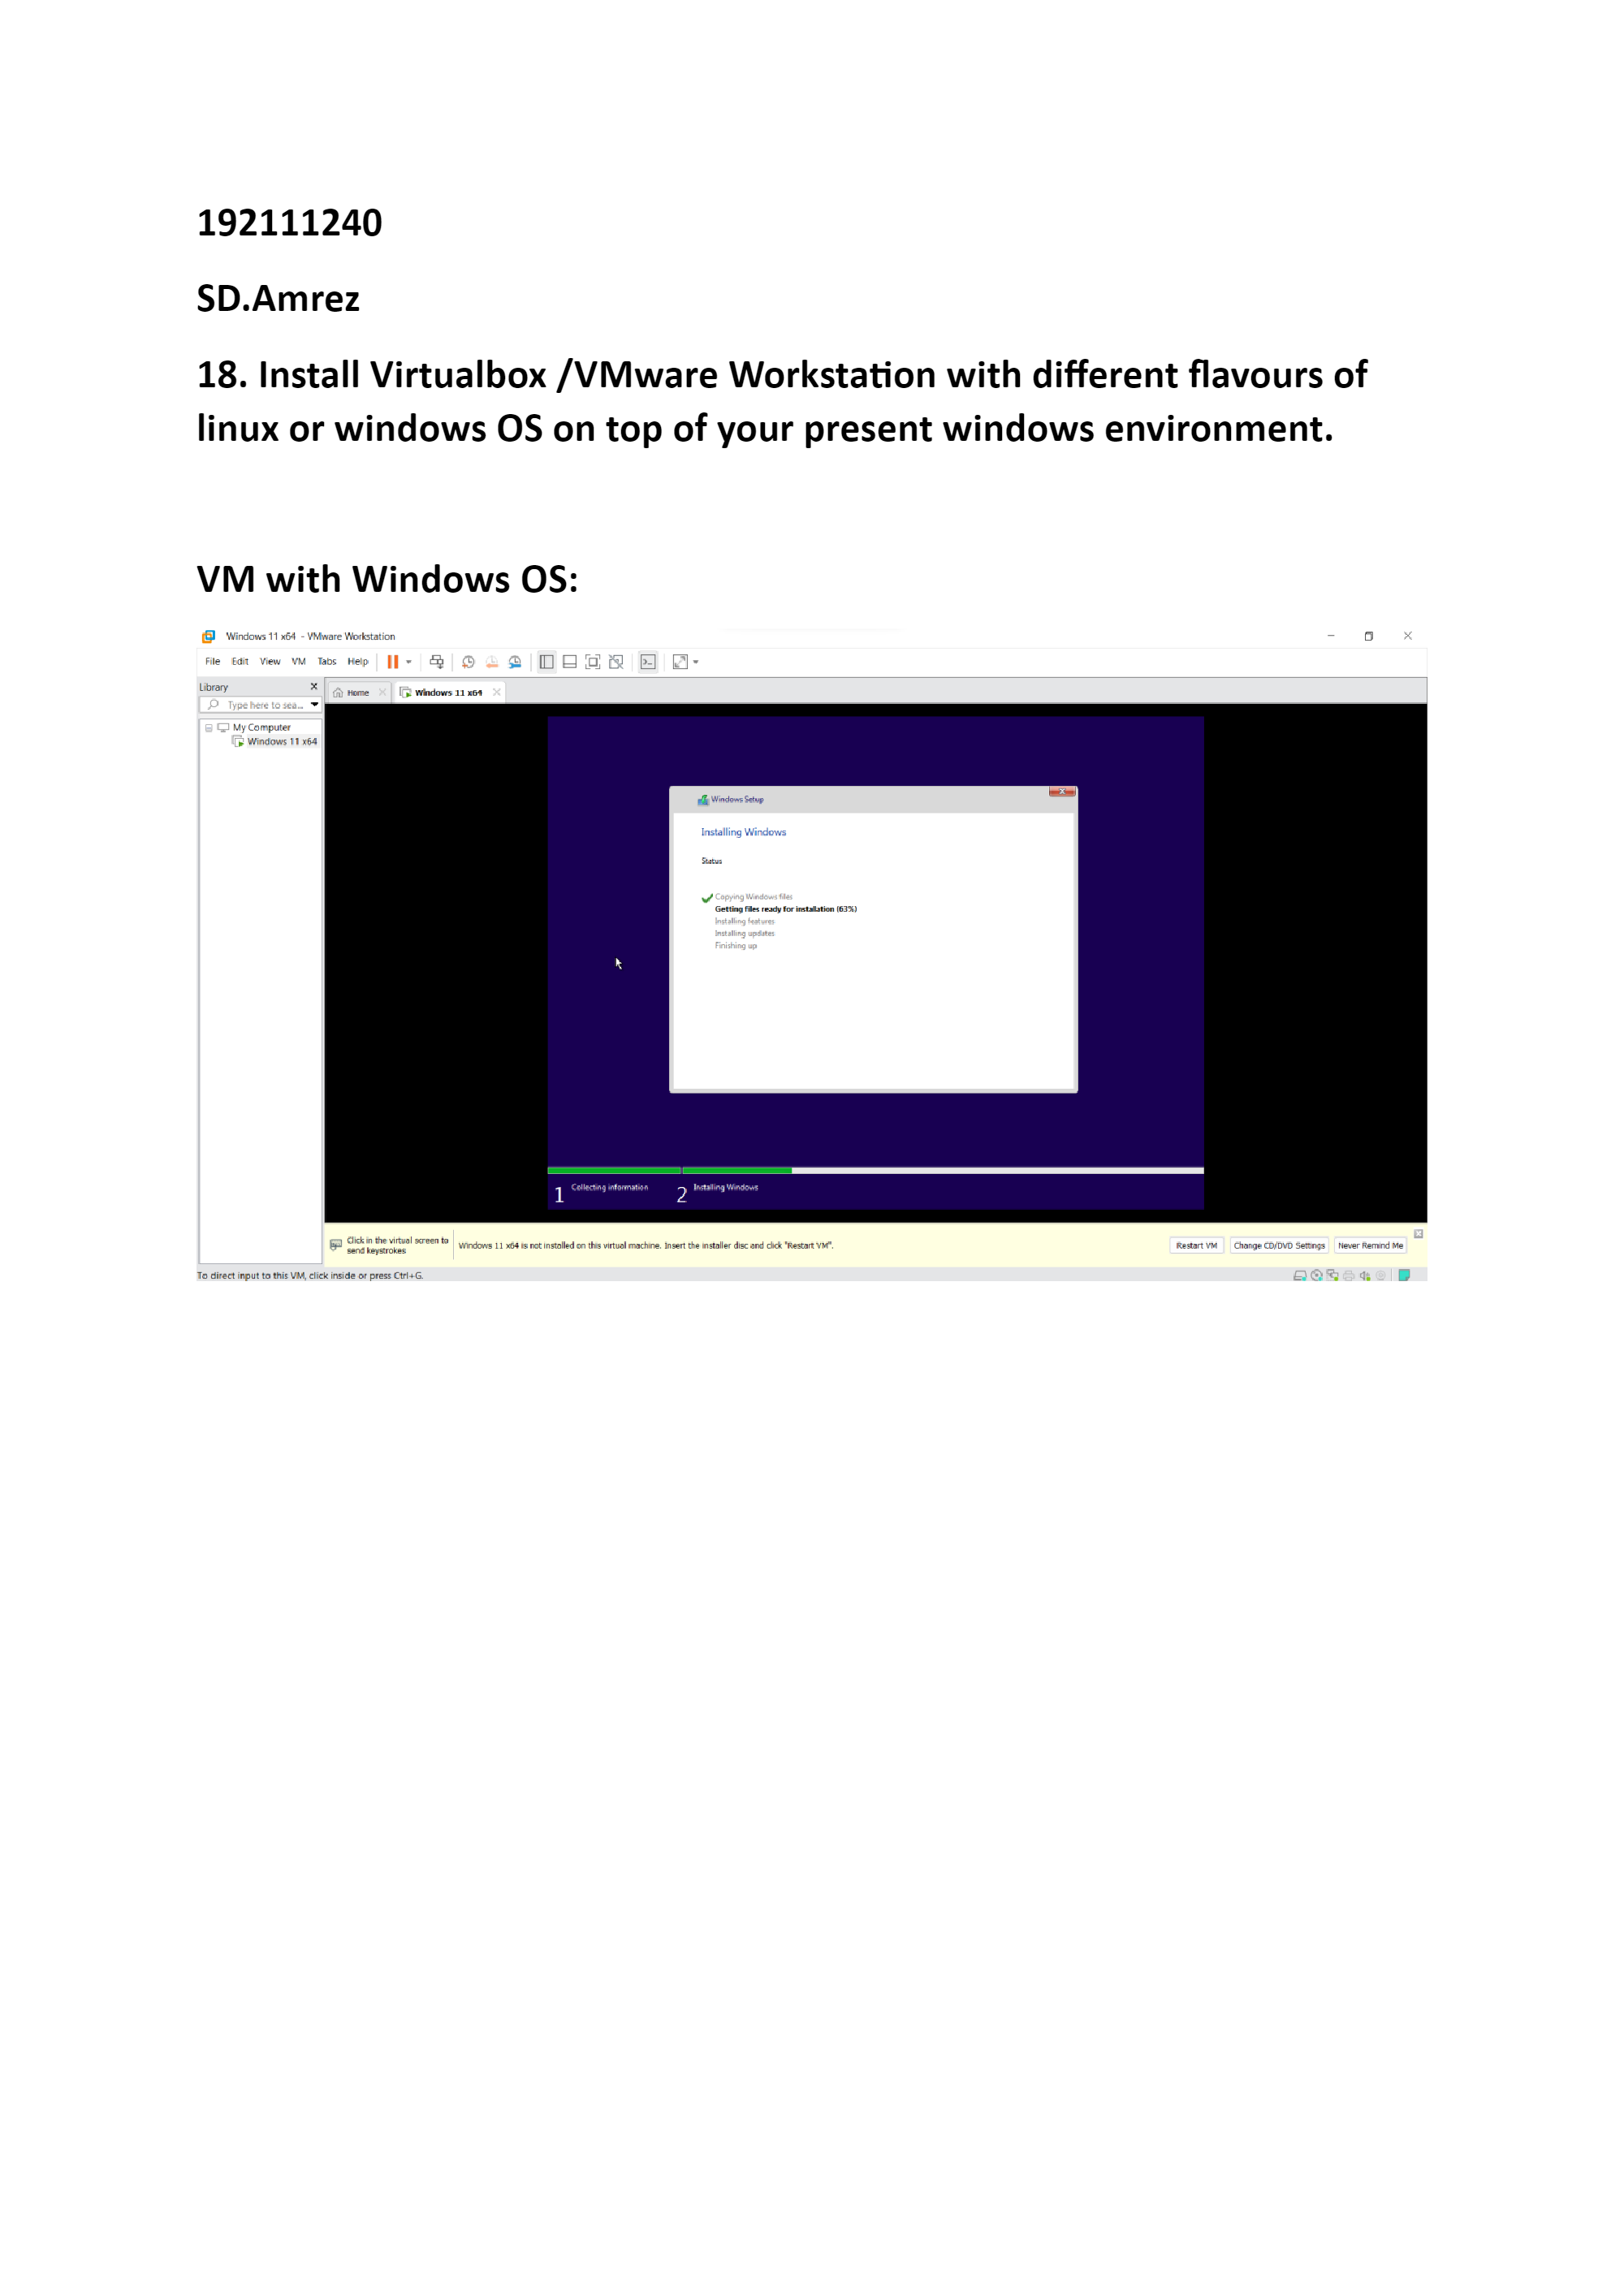 192111240
SD.Amrez
18. Install Virtualbox /VMware Workstation with different flavours of
linux or windows OS on top of your present windows environment.
VM with Windows OS:
Windows 11 x64 - VMware Workstation
File Edit View VM Tabs Help
Library
Home
Windows 11 x64
Type here to sea...
My Computer
Windows 11 x64
Windows Setup
Installing Windows
Status
Copying Windows files
Getting files ready for installation (63%)
Installing features
Installing updates
Finishing up
1 Collecting information
2 Installing Windows
Click in the virtual screen to
send keystrokes
Windows 11 x64 is not installed on this virtual machine. Insert the installer disc and click "Restart VM".
Restart VM
Change CD/DVD Settings
Never Remind Me
To direct input to this VM, click inside or press Ctrl+G.